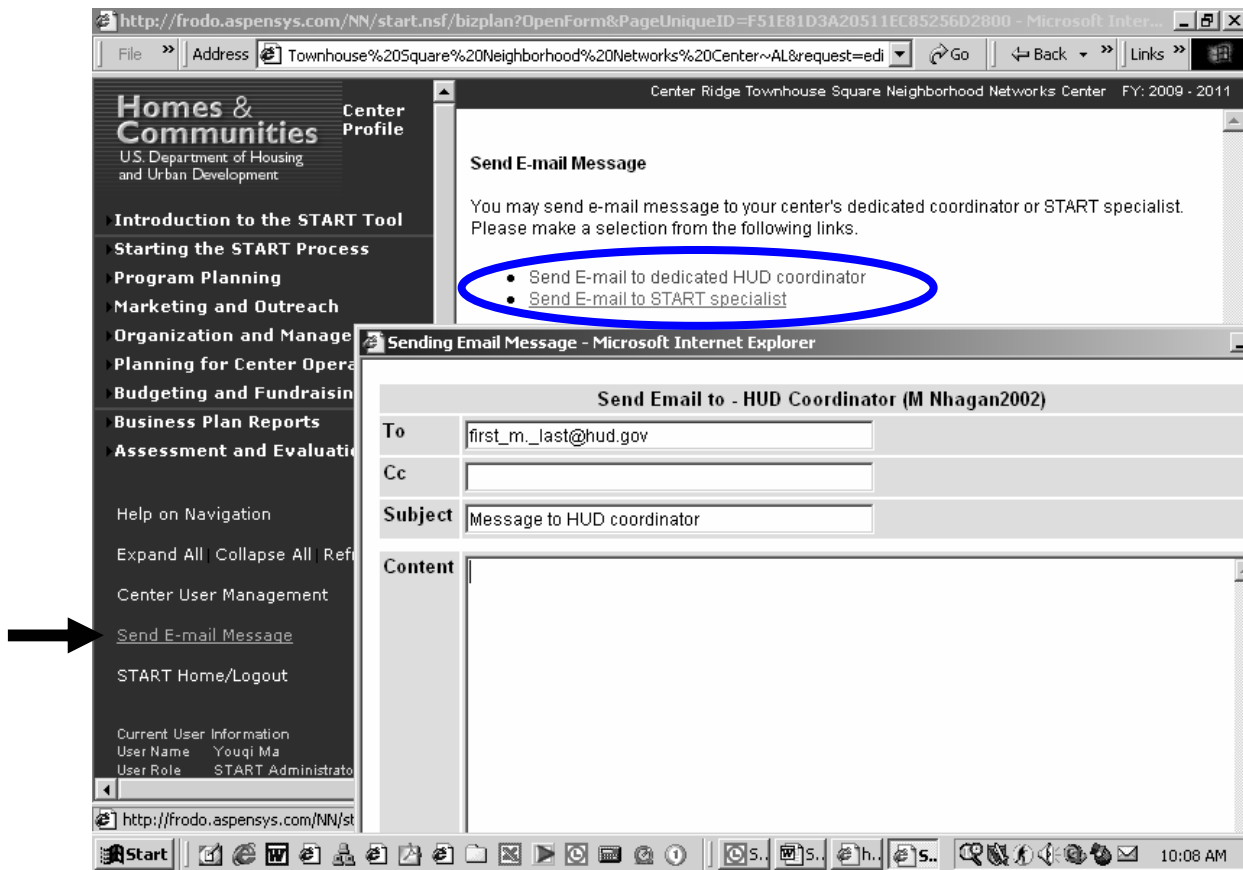 http://frodo.aspensys.com/NN/start.nsf/bizplan?OpenForm&PageUniqueID=F51E81D3A20511EC85256D2800 - Microsoft Inter...
File » Address Townhouse%20Square%20Neighborhood%20Networks%20Center~AL&request=edi Go Back » Links »
Homes &
Communities
U.S. Department of Housing
and Urban Development
Center
Profile
Introduction to the START Tool
Starting the START Process
Program Planning
Marketing and Outreach
Organization and Manage
Planning for Center Opera
Budgeting and Fundraisin
Business Plan Reports
Assessment and Evaluati
Help on Navigation
Expand All | Collapse All | Refr
Center User Management
Send E-mail Message
START Home/Logout
Current User Information
User Name Youqi Ma
User Role START Administrato
http://frodo.aspensys.com/NN/st
Center Ridge Townhouse Square Neighborhood Networks Center FY: 2009 - 2011
Send E-mail Message
You may send e-mail message to your center's dedicated coordinator or START specialist.
Please make a selection from the following links.
• Send E-mail to dedicated HUD coordinator
• Send E-mail to START specialist
Sending Email Message - Microsoft Internet Explorer
Send Email to - HUD Coordinator (M Nhagan2002)
To first_m._last@hud.gov
Cc
Subject Message to HUD coordinator
Content
Start S.. S.. h.. S.. 10:08 AM